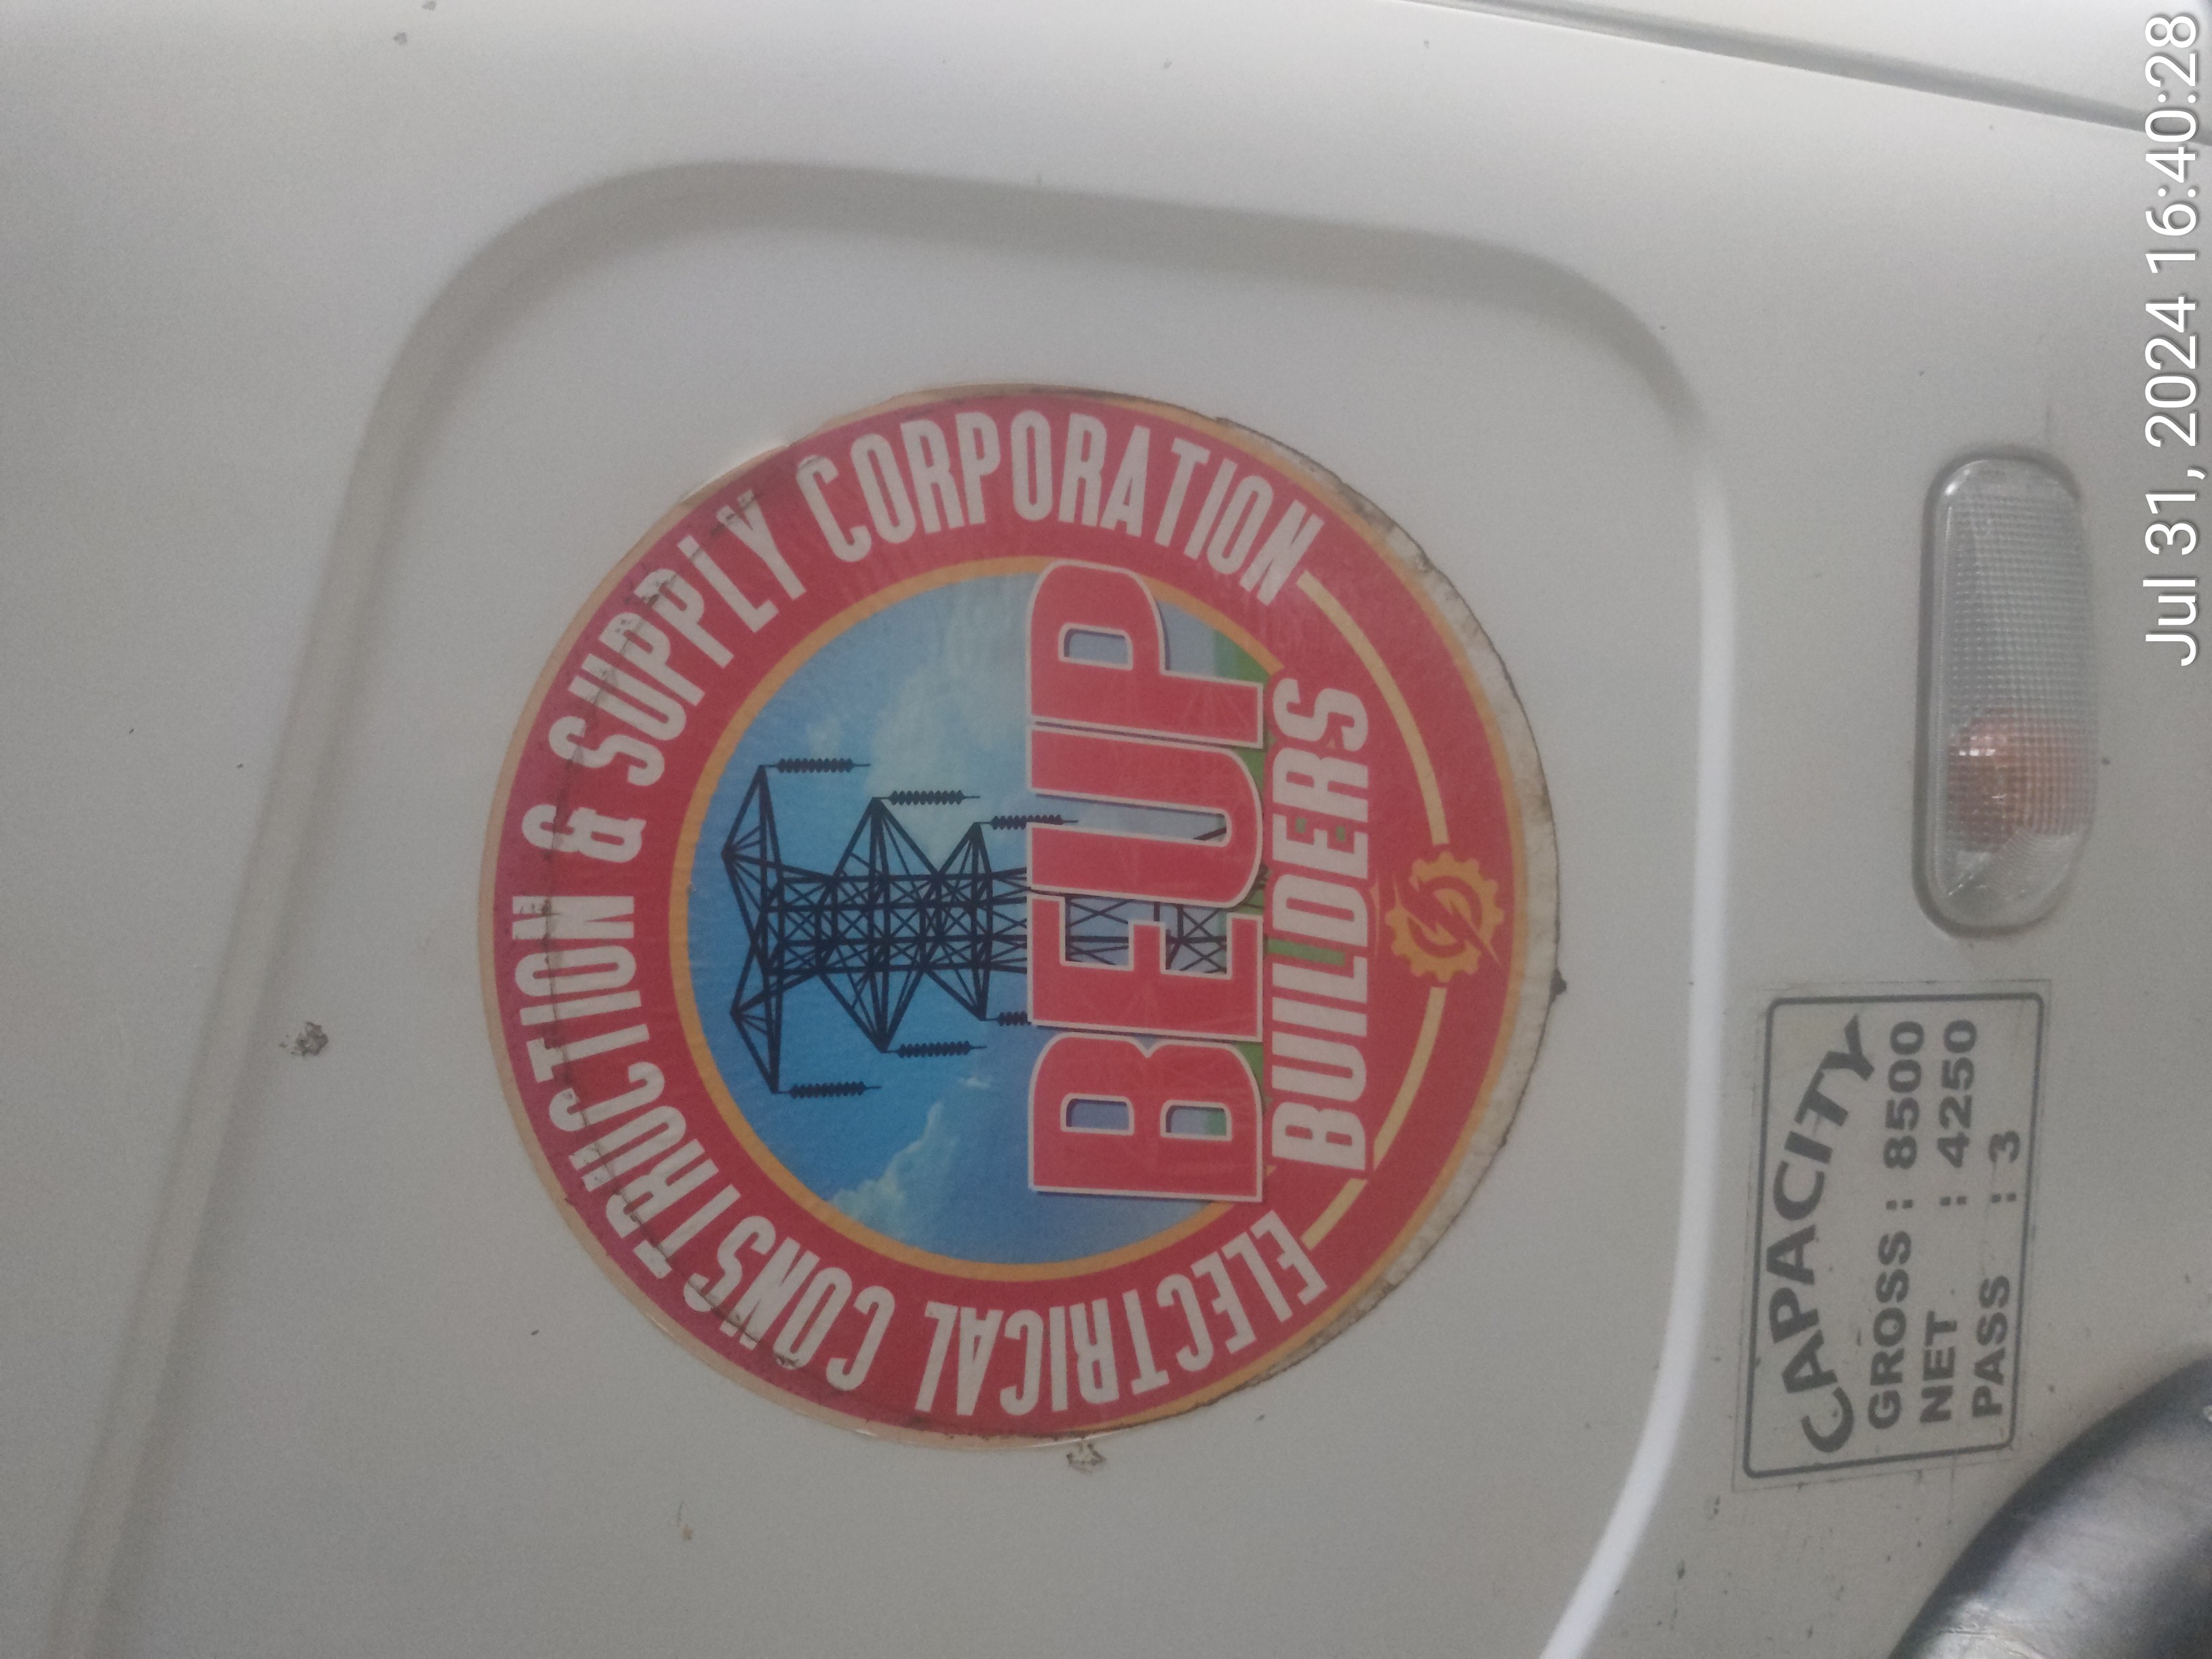 ELECTRICAL CONSTRUCTION & SUPPLY CORPORATION
BEUP
BUILDERS
CAPACITY
GROSS : 8500
NET : 4250
PASS : 3
Jul 31, 2024 16:40:28